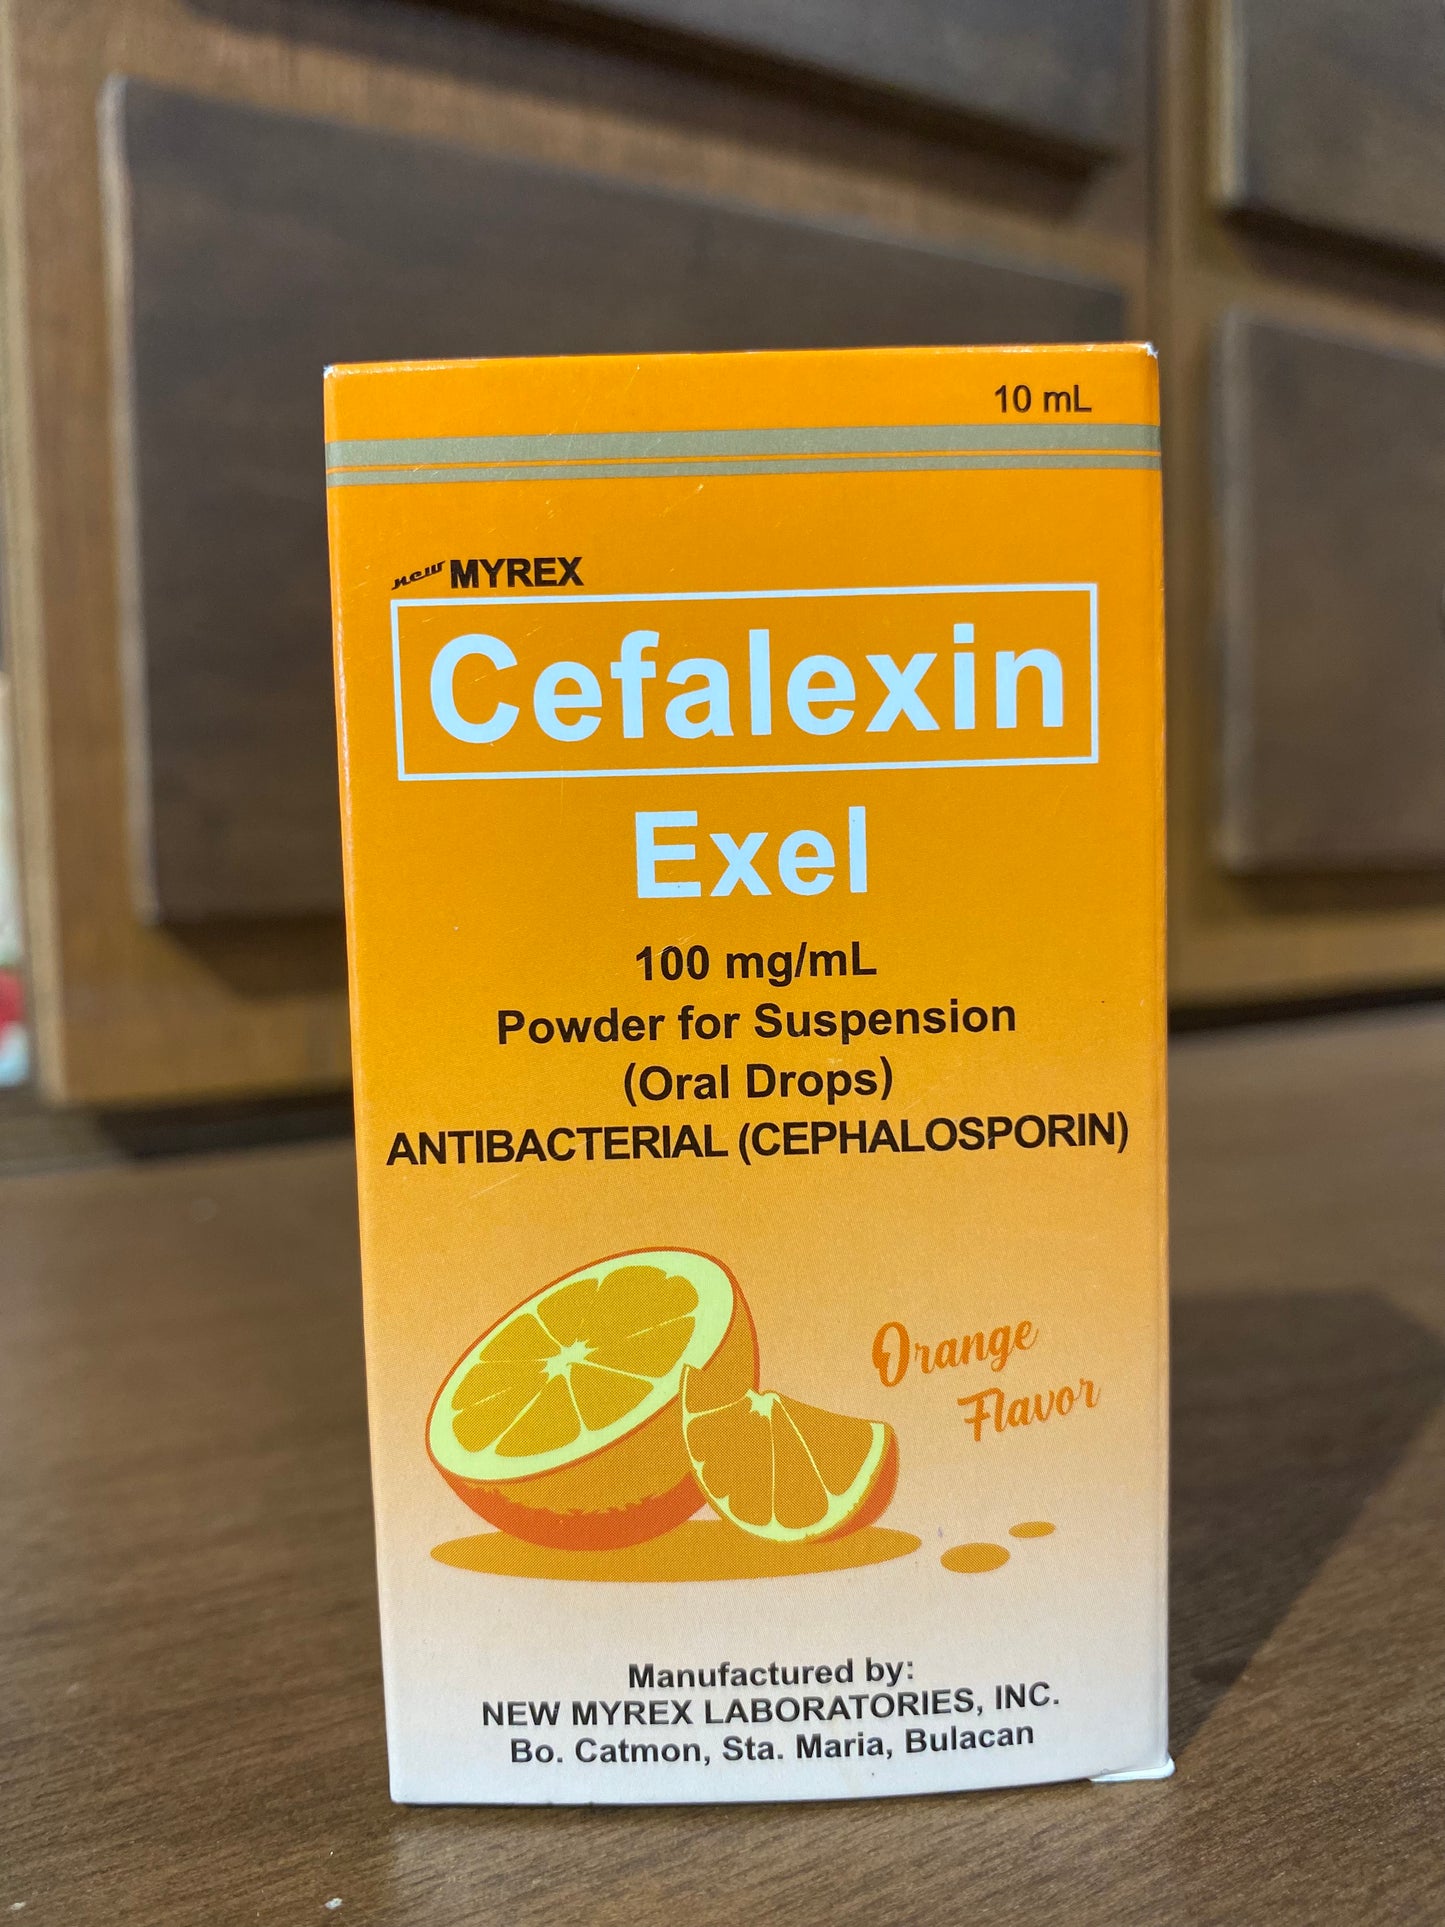 10 mL
new MYREX
Cefalexin
Exel
100 mg/mL
Powder for Suspension
(Oral Drops)
ANTIBACTERIAL (CEPHALOSPORIN)
Orange
Flavor
Manufactured by:
NEW MYREX LABORATORIES, INC.
Bo. Catmon, Sta. Maria, Bulacan